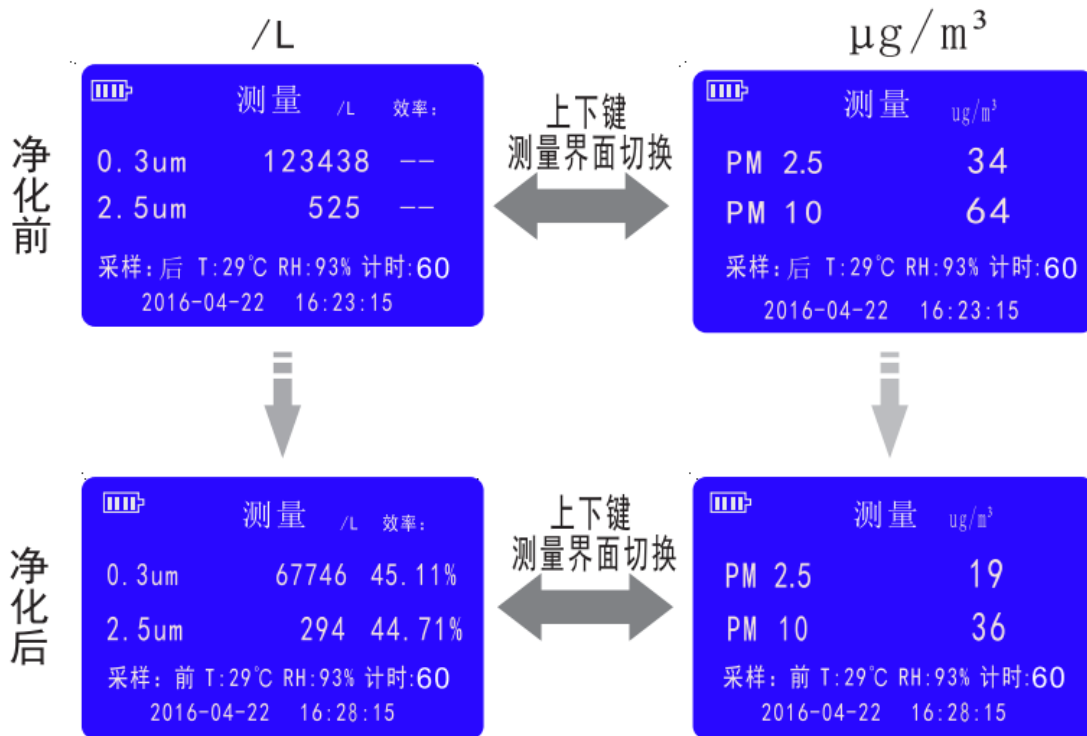 /L
μg/m³
净化前
测量 /L 效率:
0.3um 123438 --
2.5um 525 --
采样:后 T:29℃ RH:93% 计时:60
2016-04-22 16:23:15
上下键
测量界面切换
测量 ug/m³
PM 2.5 34
PM 10 64
采样:后 T:29℃ RH:93% 计时:60
2016-04-22 16:23:15
净化后
测量 /L 效率:
0.3um 67746 45.11%
2.5um 294 44.71%
采样:前 T:29℃ RH:93% 计时:60
2016-04-22 16:28:15
上下键
测量界面切换
测量 ug/m³
PM 2.5 19
PM 10 36
采样:前 T:29℃ RH:93% 计时:60
2016-04-22 16:28:15